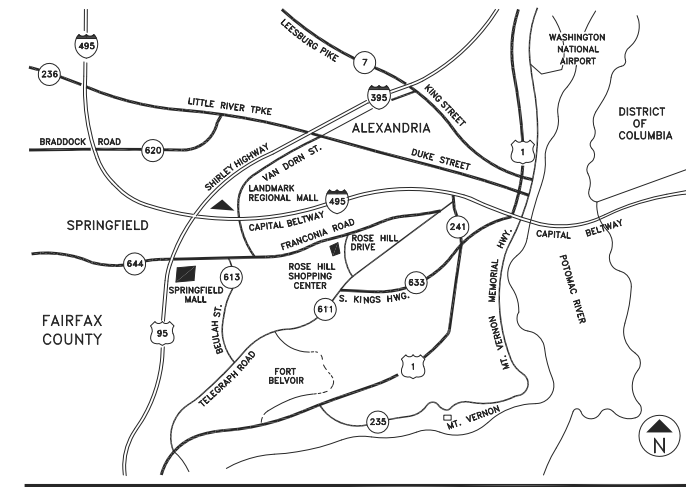 495
236
LEESBURG PIKE
7
395
KING STREET
WASHINGTON
NATIONAL
AIRPORT
LITTLE RIVER TPKE
ALEXANDRIA
DISTRICT
OF
COLUMBIA
BRADDOCK ROAD
620
SHIRLEY HIGHWAY
VAN DORN ST.
DUKE STREET
1
LANDMARK
REGIONAL MALL
495
SPRINGFIELD
CAPITAL BELTWAY
FRANCONIA ROAD
241
CAPITAL BELTWAY
644
613
ROSE HILL
DRIVE
ROSE HILL
SHOPPING
CENTER
SPRINGFIELD
MALL
633
S. KINGS HWG.
611
MT. VERNON MEMORIAL HWY.
POTOMAC RIVER
FAIRFAX
COUNTY
95
BEULAH ST.
TELEGRAPH ROAD
FORT
BELVOIR
1
235
MT. VERNON
N